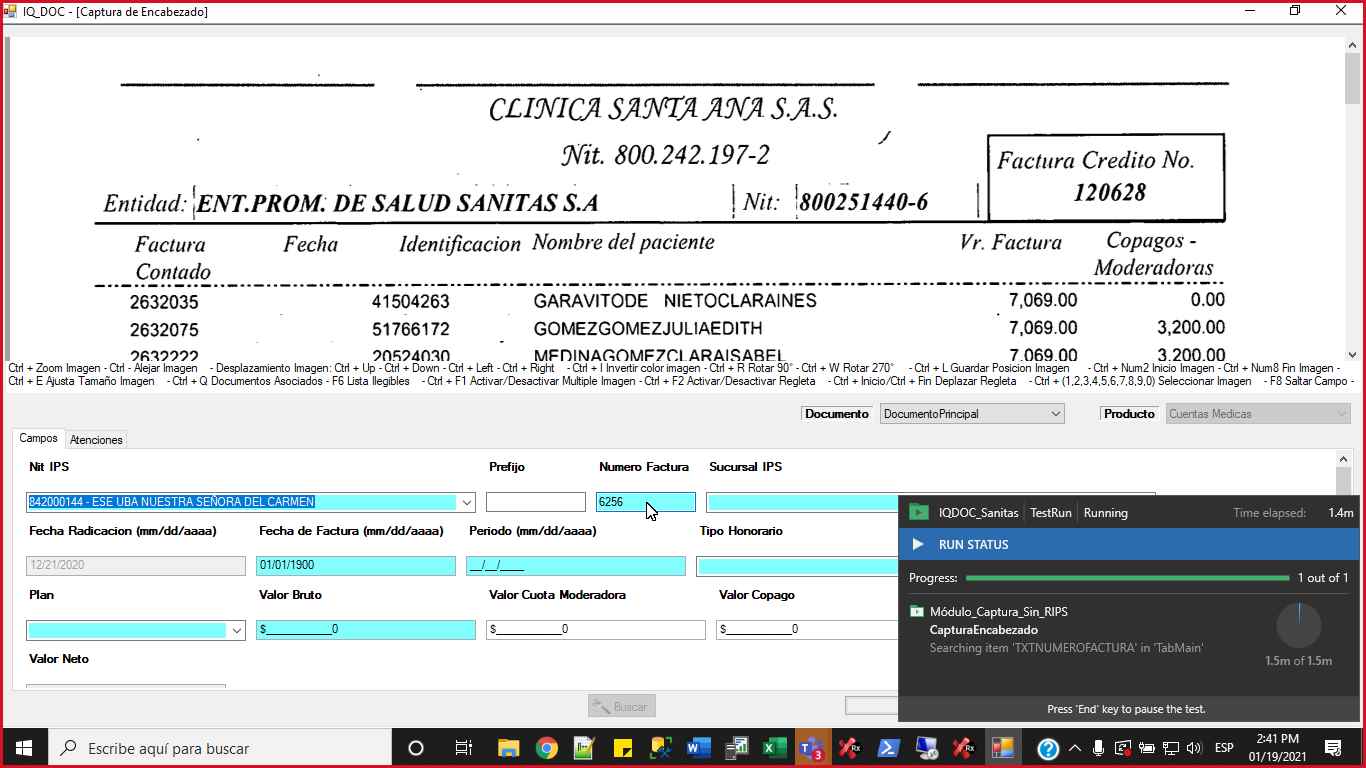 IQ_DOC - [Captura de Encabezado]
CLINICA SANTA ANA S.A.S.
Nit. 800.242.197-2
Factura Credito No.
120628
Entidad: ENT.PROM. DE SALUD SANITAS S.A Nit: 800251440-6
Factura Contado Fecha Identificacion Nombre del paciente Vr. Factura Copagos - Moderadoras
2632035 41504263 GARAVITODE NIETOCLARAINES 7,069.00 0.00
2632075 51766172 GOMEZGOMEZJULIAEDITH 7,069.00 3,200.00
2632222 20524030 MEDINAGOMEZCLARAISABEL 7.069.00 3.200.00
Ctrl + Zoom Imagen - Ctrl - Alejar Imagen - Desplazamiento Imagen: Ctrl + Up - Ctrl + Down - Ctrl + Left - Ctrl + Right - Ctrl + I Invertir color imagen - Ctrl + R Rotar 90° - Ctrl + W Rotar 270° - Ctrl + L Guardar Posicion Imagen - Ctrl + Num2 Inicio Imagen - Ctrl + Num8 Fin Imagen -
Ctrl + E Ajusta Tamaño Imagen - Ctrl + Q Documentos Asociados - F6 Lista Ilegibles - Ctrl + F1 Activar/Desactivar Multiple Imagen - Ctrl + F2 Activar/Desactivar Regleta - Ctrl + Inicio/Ctrl + Fin Deplazar Regleta - Ctrl + (1,2,3,4,5,6,7,8,9,0) Seleccionar Imagen - F8 Saltar Campo -
Documento DocumentoPrincipal Producto Cuentas Medicas
Campos Atenciones
Nit IPS Prefijo Numero Factura Sucursal IPS
842000144 - ESE UBA NUESTRA SEÑORA DEL CARMEN 6256
Fecha Radicacion (mm/dd/aaaa) Fecha de Factura (mm/dd/aaaa) Periodo (mm/dd/aaaa) Tipo Honorario
12/21/2020 01/01/1900 __/__/____
Plan Valor Bruto Valor Cuota Moderadora Valor Copago
$__________0 $__________0 $__________0
Valor Neto
Buscar
IQDOC_Sanitas TestRun Running Time elapsed: 1.4m
RUN STATUS
Progress: 1 out of 1
Módulo_Captura_Sin_RIPS
CapturaEncabezado
Searching item 'TXTNUMEROFACTURA' in 'TabMain'
1.5m of 1.5m
Press 'End' key to pause the test.
Escribe aquí para buscar
3
ESP
2:41 PM
01/19/2021